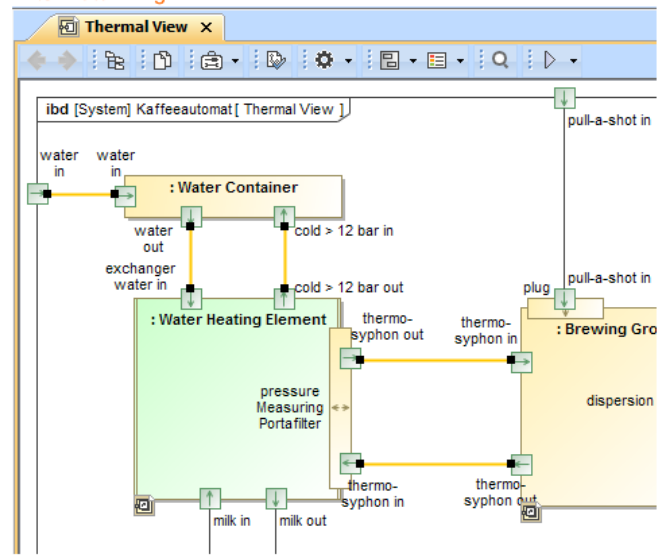 Thermal View X
ibd [System] Kaffeeautomat[ Thermal View ]
pull-a-shot in
water
in
water
in
: Water Container
water
out
cold > 12 bar in
exchanger
water in
cold > 12 bar out
plug
pull-a-shot in
: Water Heating Element
thermo-
syphon out
thermo-
syphon in
: Brewing Gro
pressure
Measuring
Portafilter
dispersion
thermo-
syphon in
thermo-
syphon out
milk in
milk out